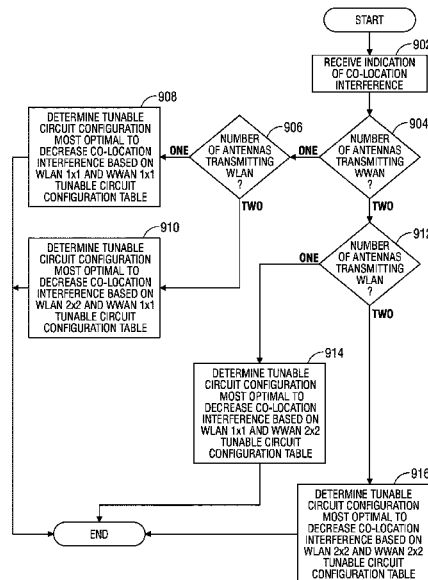 START
902
RECEIVE INDICATION
OF CO-LOCATION
INTERFERENCE
904
NUMBER
OF ANTENNAS
TRANSMITTING
WWAN
?
ONE
TWO
906
NUMBER
OF ANTENNAS
TRANSMITTING
WLAN
?
ONE
TWO
908
DETERMINE TUNABLE
CIRCUIT CONFIGURATION
MOST OPTIMAL TO
DECREASE CO-LOCATION
INTERFERENCE BASED ON
WLAN 1x1 AND WWAN 1x1
TUNABLE CIRCUIT
CONFIGURATION TABLE
910
DETERMINE TUNABLE
CIRCUIT CONFIGURATION
MOST OPTIMAL TO
DECREASE CO-LOCATION
INTERFERENCE BASED ON
WLAN 2x2 AND WWAN 1x1
TUNABLE CIRCUIT
CONFIGURATION TABLE
912
NUMBER
OF ANTENNAS
TRANSMITTING
WLAN
?
ONE
TWO
914
DETERMINE TUNABLE
CIRCUIT CONFIGURATION
MOST OPTIMAL TO
DECREASE CO-LOCATION
INTERFERENCE BASED ON
WLAN 1x1 AND WWAN 2x2
TUNABLE CIRCUIT
CONFIGURATION TABLE
916
DETERMINE TUNABLE
CIRCUIT CONFIGURATION
MOST OPTIMAL TO
DECREASE CO-LOCATION
INTERFERENCE BASED ON
WLAN 2x2 AND WWAN 2x2
TUNABLE CIRCUIT
CONFIGURATION TABLE
END